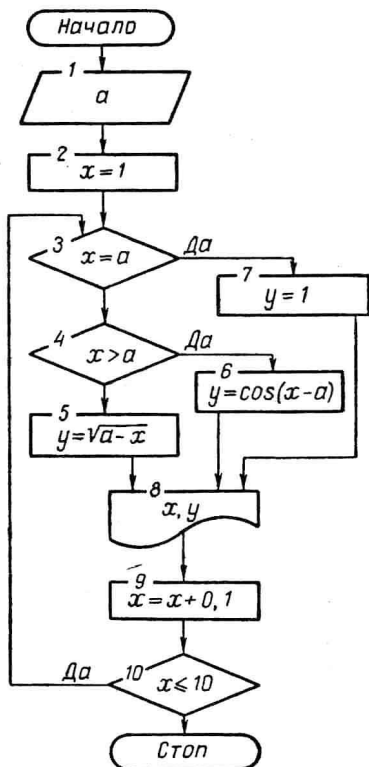 Начало
1
a
2
x=1
3
x=a
Да
7
y=1
4
x>a
Да
6
y=cos(x-a)
5
y=√a-x
8
x, y
9
x=x+0,1
Да
10
x≤10
Стоп